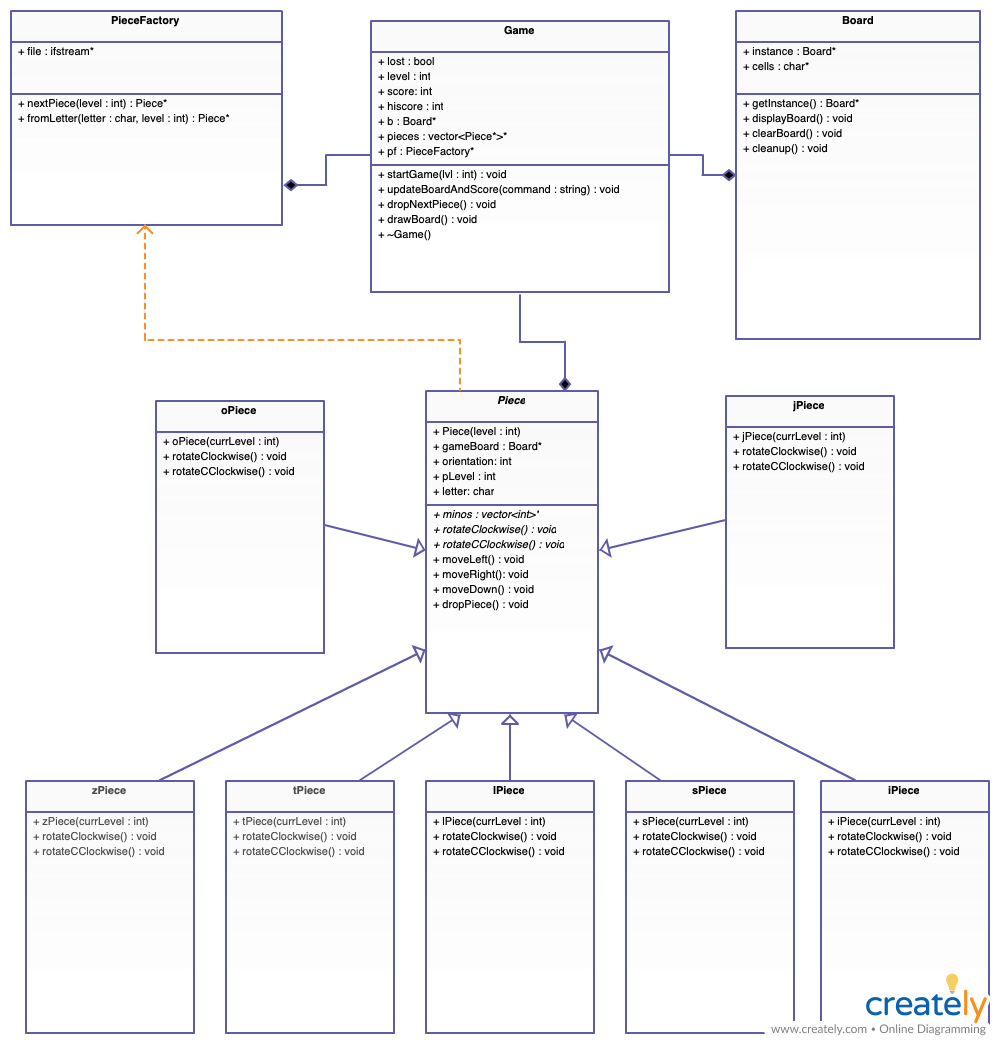 PieceFactory
+ file : ifstream*
+ nextPiece(level : int) : Piece*
+ fromLetter(letter : char, level : int) : Piece*
Game
+ lost : bool
+ level : int
+ score: int
+ hiscore : int
+ b : Board*
+ pieces : vector<Piece*>*
+ pf : PieceFactory*
+ startGame(lvl : int) : void
+ updateBoardAndScore(command : string) : void
+ dropNextPiece() : void
+ drawBoard() : void
+ ~Game()
Board
+ instance : Board*
+ cells : char*
+ getInstance() : Board*
+ displayBoard() : void
+ clearBoard() : void
+ cleanup() : void
oPiece
+ oPiece(currLevel : int)
+ rotateClockwise() : void
+ rotateCClockwise() : void
Piece
+ Piece(level : int)
+ gameBoard : Board*
+ orientation: int
+ pLevel : int
+ letter: char
+ minos : vector<int>*
+ rotateClockwise() : void
+ rotateCClockwise() : void
+ moveLeft() : void
+ moveRight(): void
+ moveDown() : void
+ dropPiece() : void
jPiece
+ jPiece(currLevel : int)
+ rotateClockwise() : void
+ rotateCClockwise() : void
zPiece
+ zPiece(currLevel : int)
+ rotateClockwise() : void
+ rotateCClockwise() : void
tPiece
+ tPiece(currLevel : int)
+ rotateClockwise() : void
+ rotateCClockwise() : void
lPiece
+ lPiece(currLevel : int)
+ rotateClockwise() : void
+ rotateCClockwise() : void
sPiece
+ sPiece(currLevel : int)
+ rotateClockwise() : void
+ rotateCClockwise() : void
iPiece
+ iPiece(currLevel : int)
+ rotateClockwise() : void
+ rotateCClockwise() : void
creately
www.creately.com • Online Diagramming